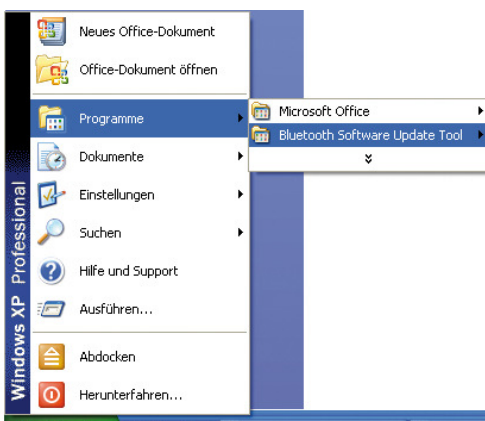 Neues Office-Dokument
Office-Dokument öffnen
Programme
Dokumente
Einstellungen
Suchen
Hilfe und Support
Ausführen...
Abdocken
Herunterfahren...
Windows XP Professional
Microsoft Office
Bluetooth Software Update Tool